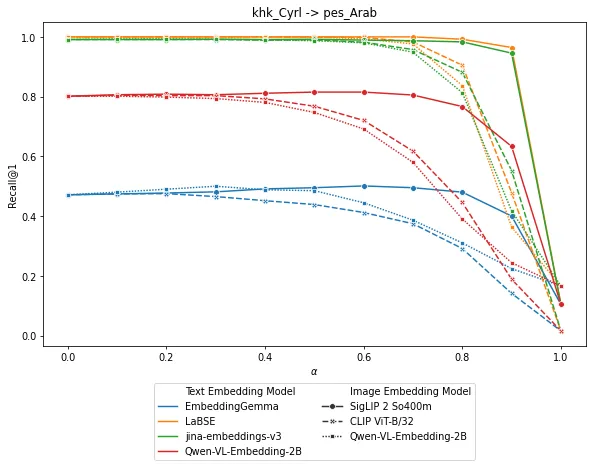 khk_Cyrl -> pes_Arab
Recall@1
1.0
0.8
0.6
0.4
0.2
0.0
0.0 0.2 0.4 0.6 0.8 1.0
α
Text Embedding Model Image Embedding Model
EmbeddingGemma SigLIP 2 So400m
LaBSE CLIP ViT-B/32
jina-embeddings-v3 Qwen-VL-Embedding-2B
Qwen-VL-Embedding-2B